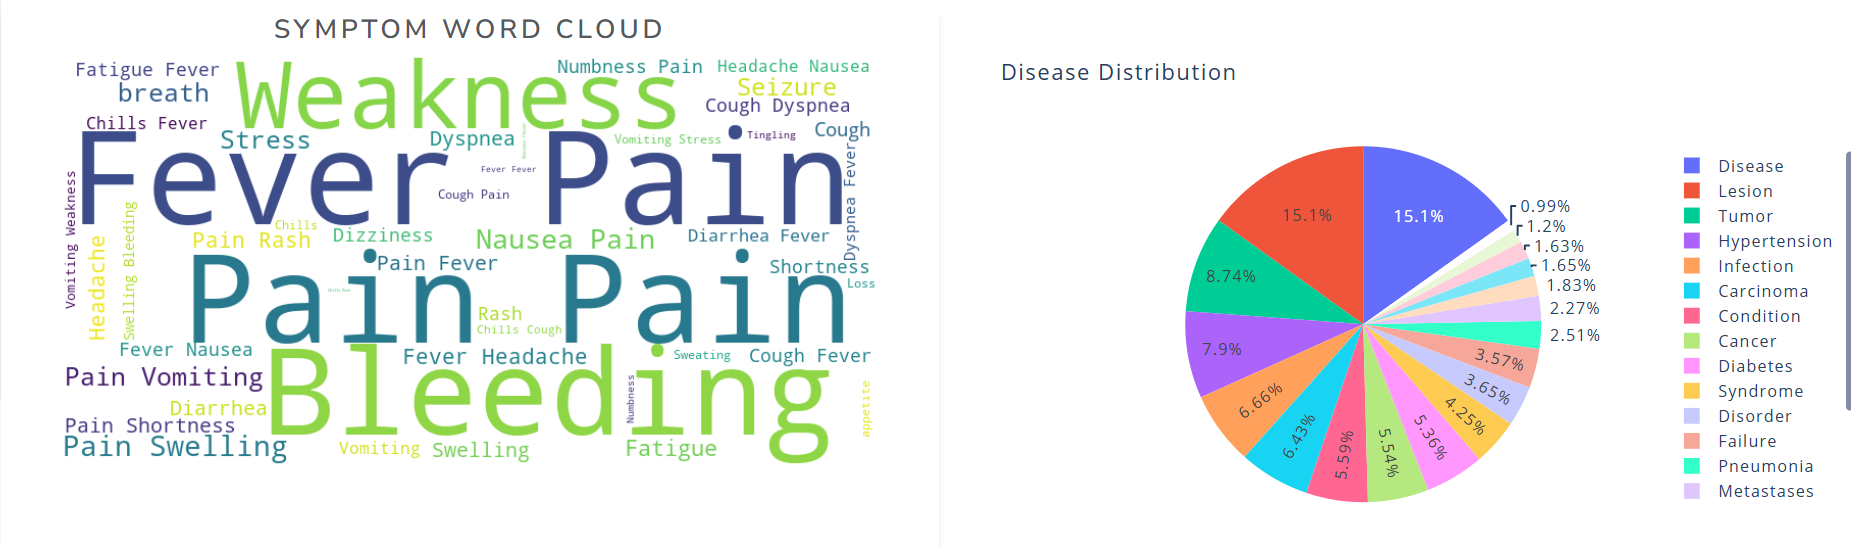 SYMPTOM WORD CLOUD
Fatigue Fever
Weakness
Numbness Pain
Headache Nausea
breath
Seizure
Cough Dyspnea
Chills Fever
Stress
Dyspnea
Vomiting Stress
Tingling
Cough
Fever Pain
Fever Fever
Cough Pain
Vomiting Weakness
Swelling Bleeding
Dyspnea Fever
Chills
Pain Rash
Dizziness
Nausea Pain
Diarrhea Fever
Headache
Pain Fever
Shortness
Loss
Pain Pain
Rash
Chills Cough
Fever Nausea
Fever Headache
Sweating
Cough Fever
Pain Vomiting
Bleeding
Numbness
appetite
Diarrhea
Pain Shortness
Pain Swelling
Vomiting
Swelling
Fatigue
Disease Distribution
15.1%
15.1%
0.99%
1.2%
1.63%
1.65%
1.83%
2.27%
2.51%
3.57%
3.65%
4.25%
5.36%
5.54%
5.59%
6.43%
6.66%
7.9%
8.74%
Disease
Lesion
Tumor
Hypertension
Infection
Carcinoma
Condition
Cancer
Diabetes
Syndrome
Disorder
Failure
Pneumonia
Metastases